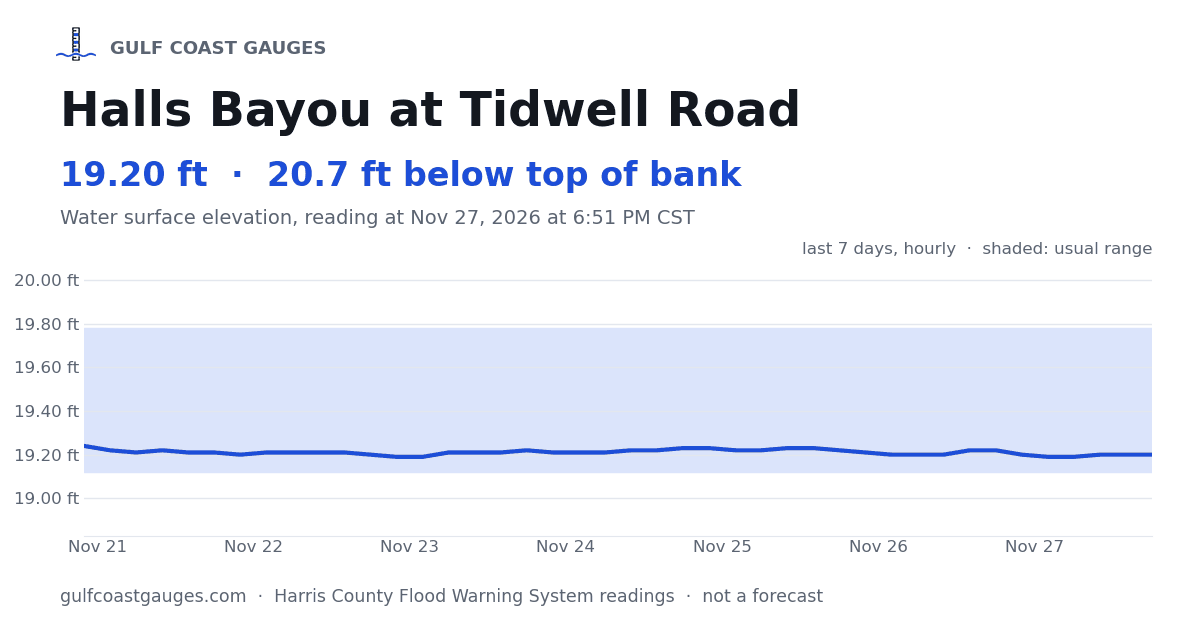 GULF COAST GAUGES
Halls Bayou at Tidwell Road
19.20 ft · 20.7 ft below top of bank
Water surface elevation, reading at Nov 27, 2026 at 6:51 PM CST
last 7 days, hourly · shaded: usual range
20.00 ft
19.80 ft
19.60 ft
19.40 ft
19.20 ft
19.00 ft
Nov 21 Nov 22 Nov 23 Nov 24 Nov 25 Nov 26 Nov 27
gulfcoastgauges.com · Harris County Flood Warning System readings · not a forecast